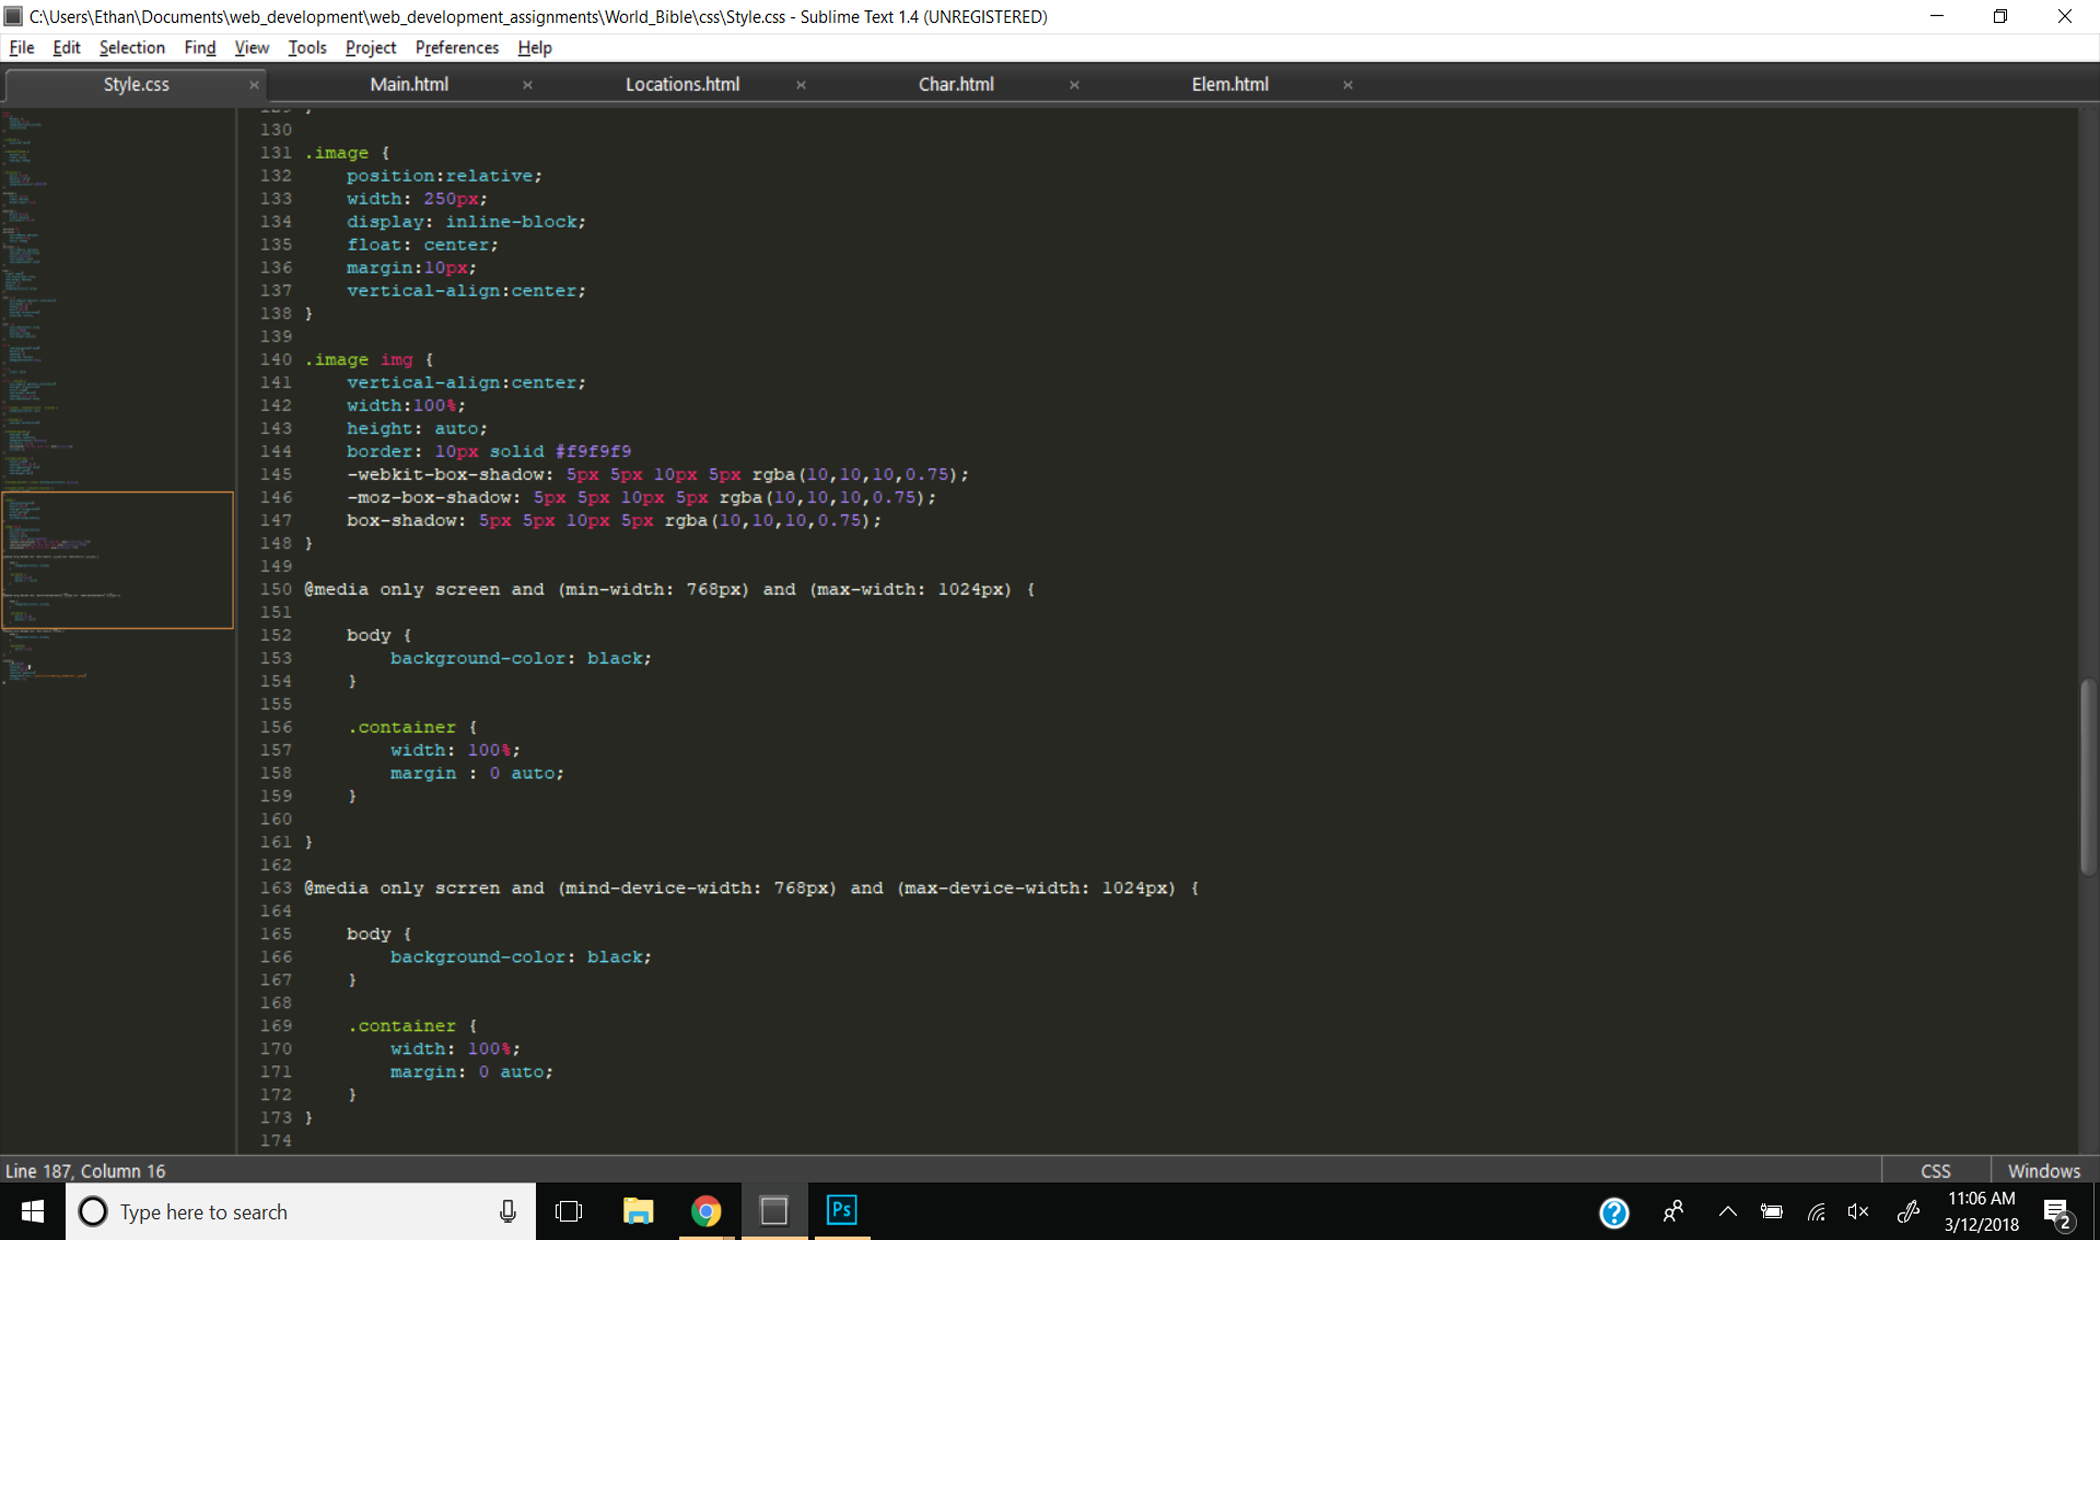 C:\Users\Ethan\Documents\web_development\web_development_assignments\World_Bible\css\Style.css - Sublime Text 1.4 (UNREGISTERED)
File Edit Selection Find View Tools Project Preferences Help
Style.css × Main.html × Locations.html × Char.html × Elem.html ×
130
131 .image {
132     position:relative;
133     width: 250px;
134     display: inline-block;
135     float: center;
136     margin:10px;
137     vertical-align:center;
138 }
139
140 .image img {
141     vertical-align:center;
142     width:100%;
143     height: auto;
144     border: 10px solid #f9f9f9
145     -webkit-box-shadow: 5px 5px 10px 5px rgba(10,10,10,0.75);
146     -moz-box-shadow: 5px 5px 10px 5px rgba(10,10,10,0.75);
147     box-shadow: 5px 5px 10px 5px rgba(10,10,10,0.75);
148 }
149
150 @media only screen and (min-width: 768px) and (max-width: 1024px) {
151
152     body {
153         background-color: black;
154     }
155
156     .container {
157         width: 100%;
158         margin : 0 auto;
159     }
160
161 }
162
163 @media only scrren and (mind-device-width: 768px) and (max-device-width: 1024px) {
164
165     body {
166         background-color: black;
167     }
168
169     .container {
170         width: 100%;
171         margin: 0 auto;
172     }
173 }
174
Line 187, Column 16 CSS Windows
Type here to search
Ps
11:06 AM
3/12/2018
2